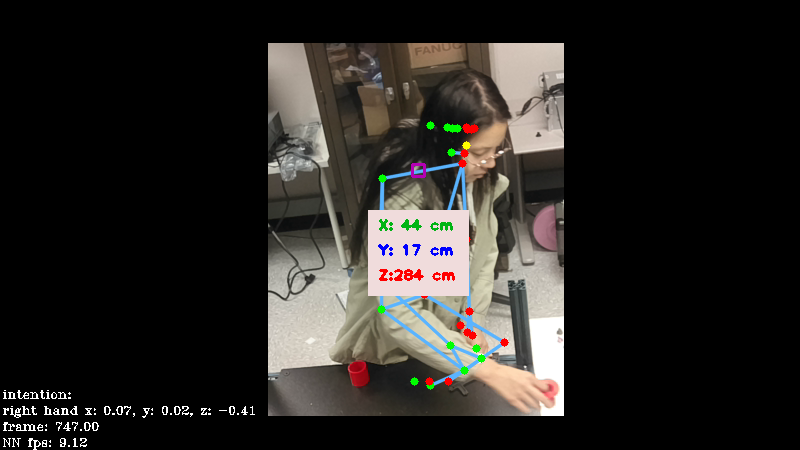 FANUC
X: 44 cm
Y: 17 cm
Z:284 cm
intention:
right hand x: 0.07, y: 0.02, z: -0.41
frame: 747.00
NN fps: 9.12